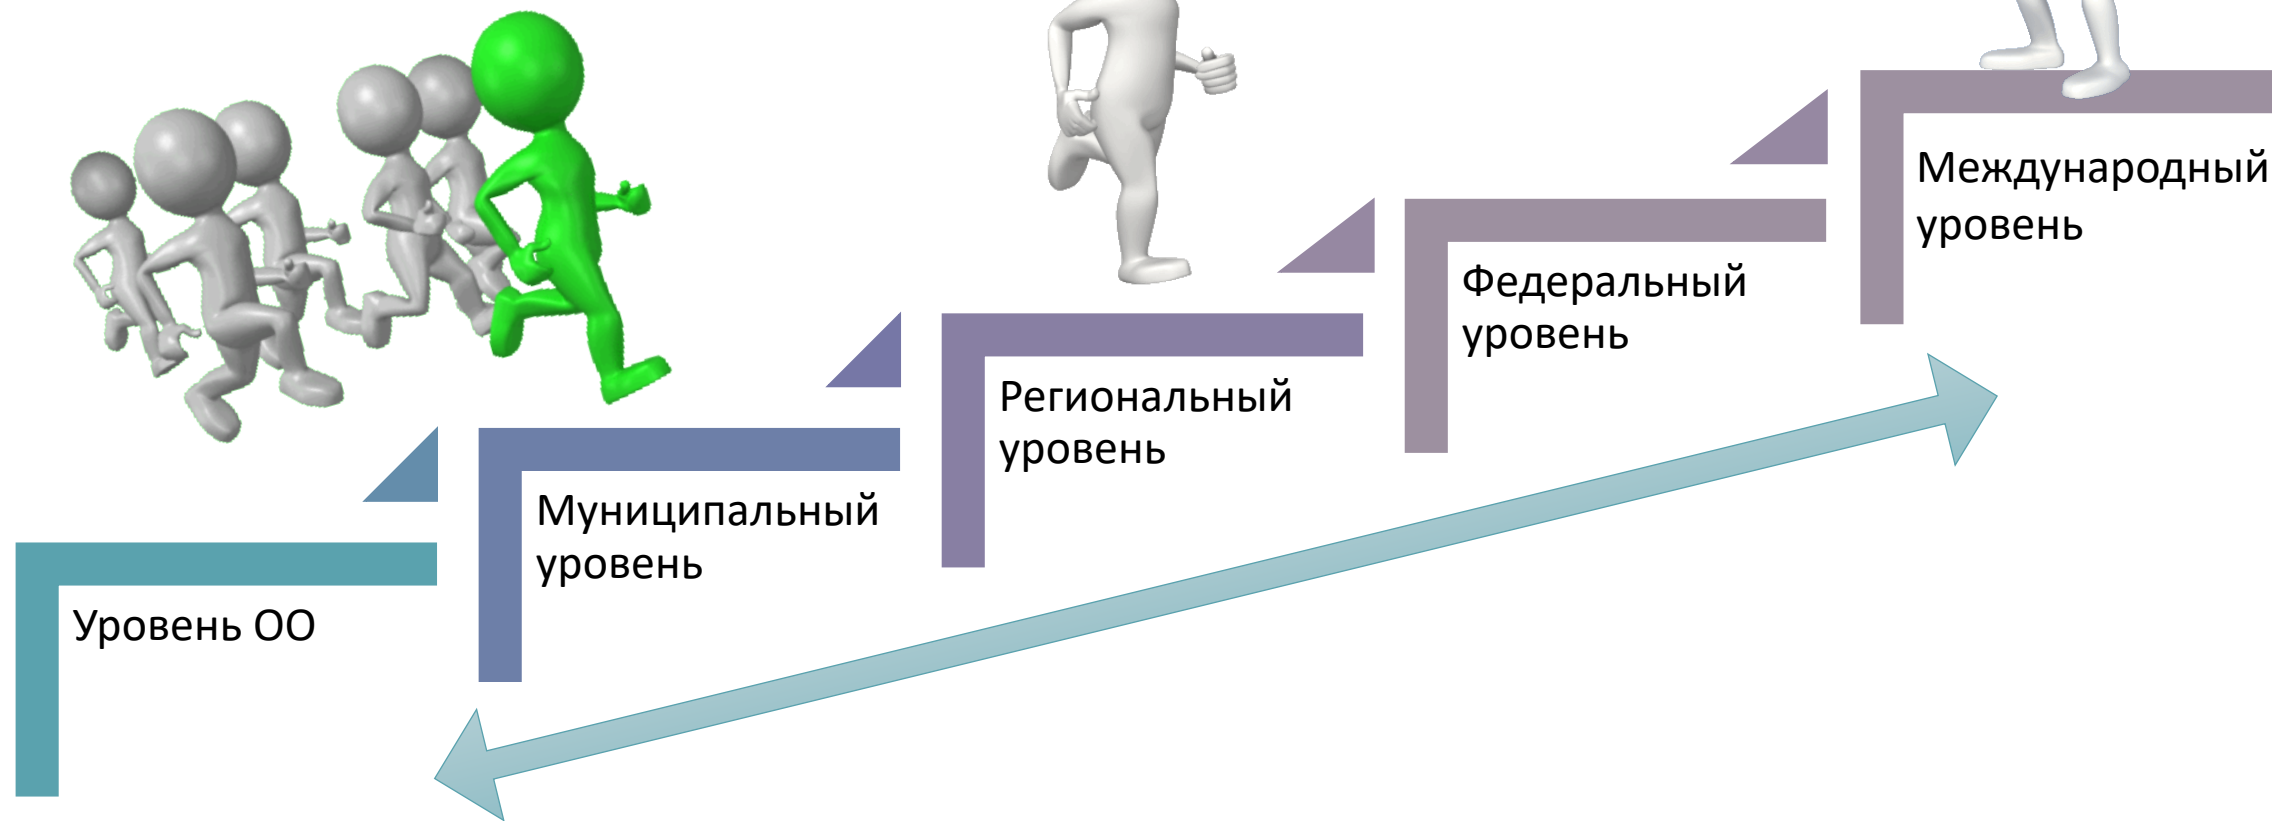 Уровень ОО
Муниципальный
уровень
Региональный
уровень
Федеральный
уровень
Международный
уровень